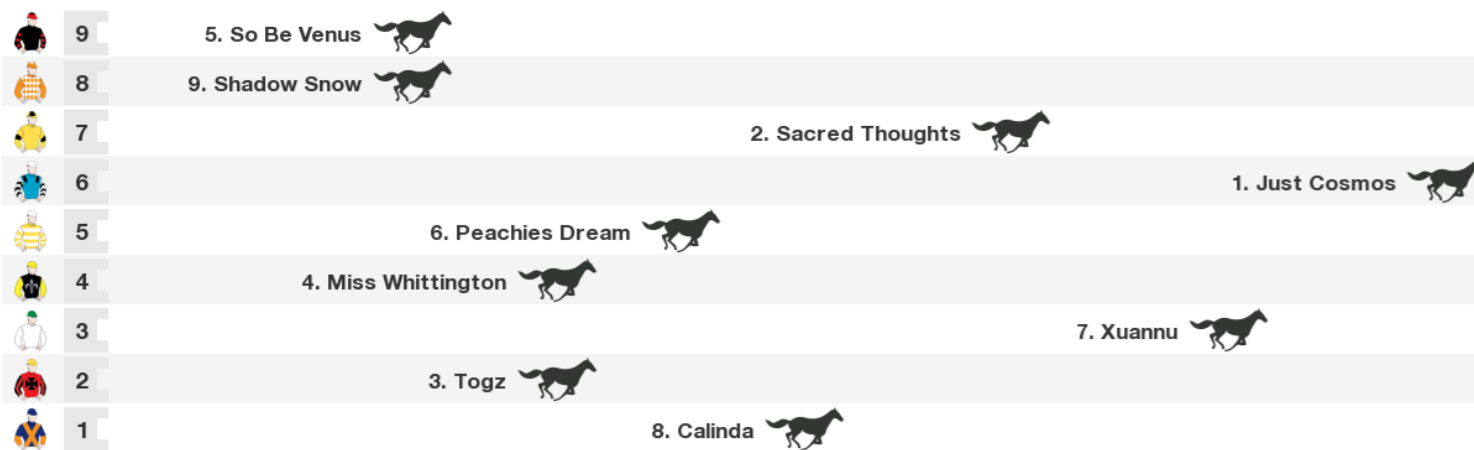 9 5. So Be Venus
8 9. Shadow Snow
7 2. Sacred Thoughts
6 1. Just Cosmos
5 6. Peachies Dream
4 4. Miss Whittington
3 7. Xuannu
2 3. Togz
1 8. Calinda